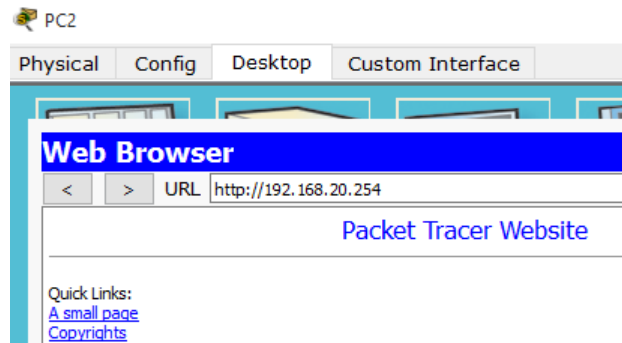 PC2
Physical Config Desktop Custom Interface
Web Browser
< > URL http://192.168.20.254
Packet Tracer Website
Quick Links:
A small page
Copyrights